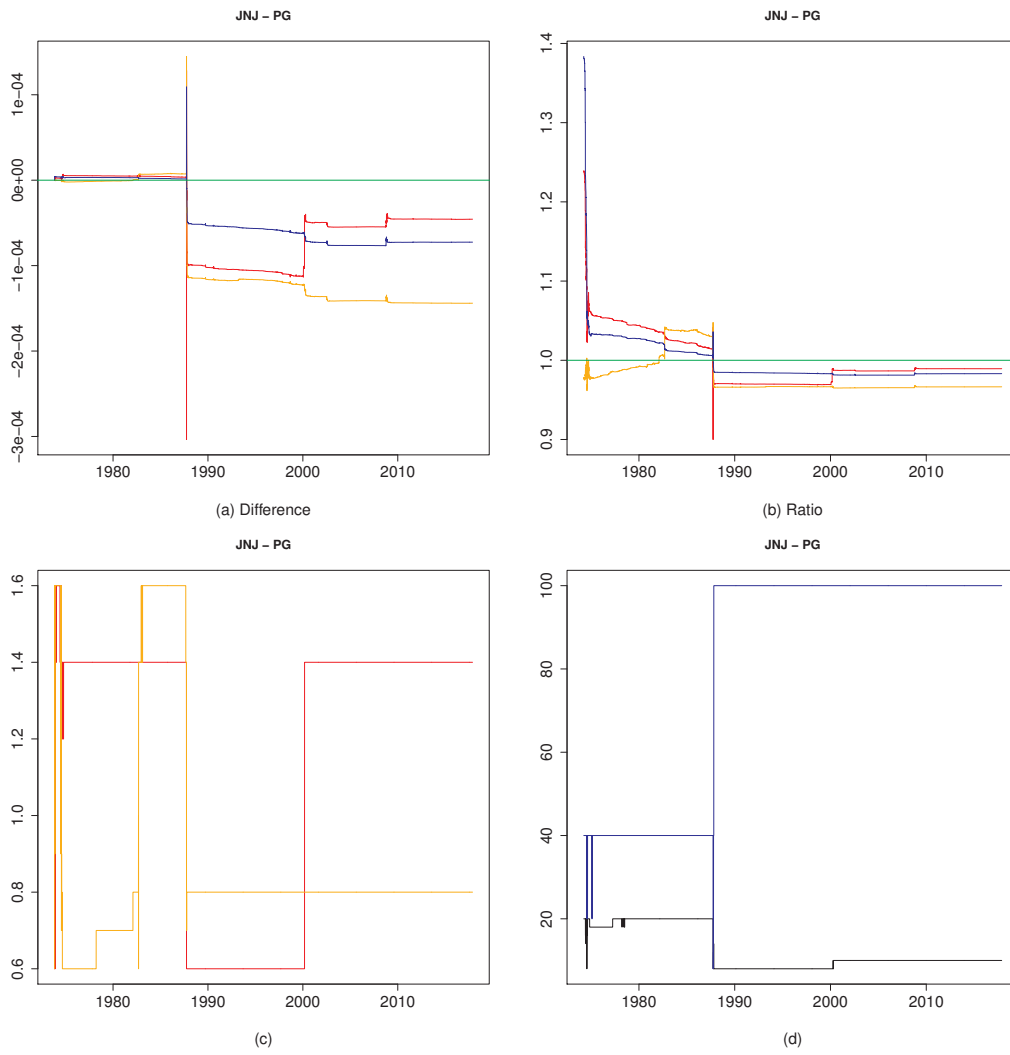 JNJ − PG
1e−04
0e+00
−1e−04
−2e−04
−3e−04
1980 1990 2000 2010
(a) Difference
JNJ − PG
1.4
1.3
1.2
1.1
1.0
0.9
1980 1990 2000 2010
(b) Ratio
JNJ − PG
1.6
1.4
1.2
1.0
0.8
0.6
1980 1990 2000 2010
(c)
JNJ − PG
100
80
60
40
20
1980 1990 2000 2010
(d)